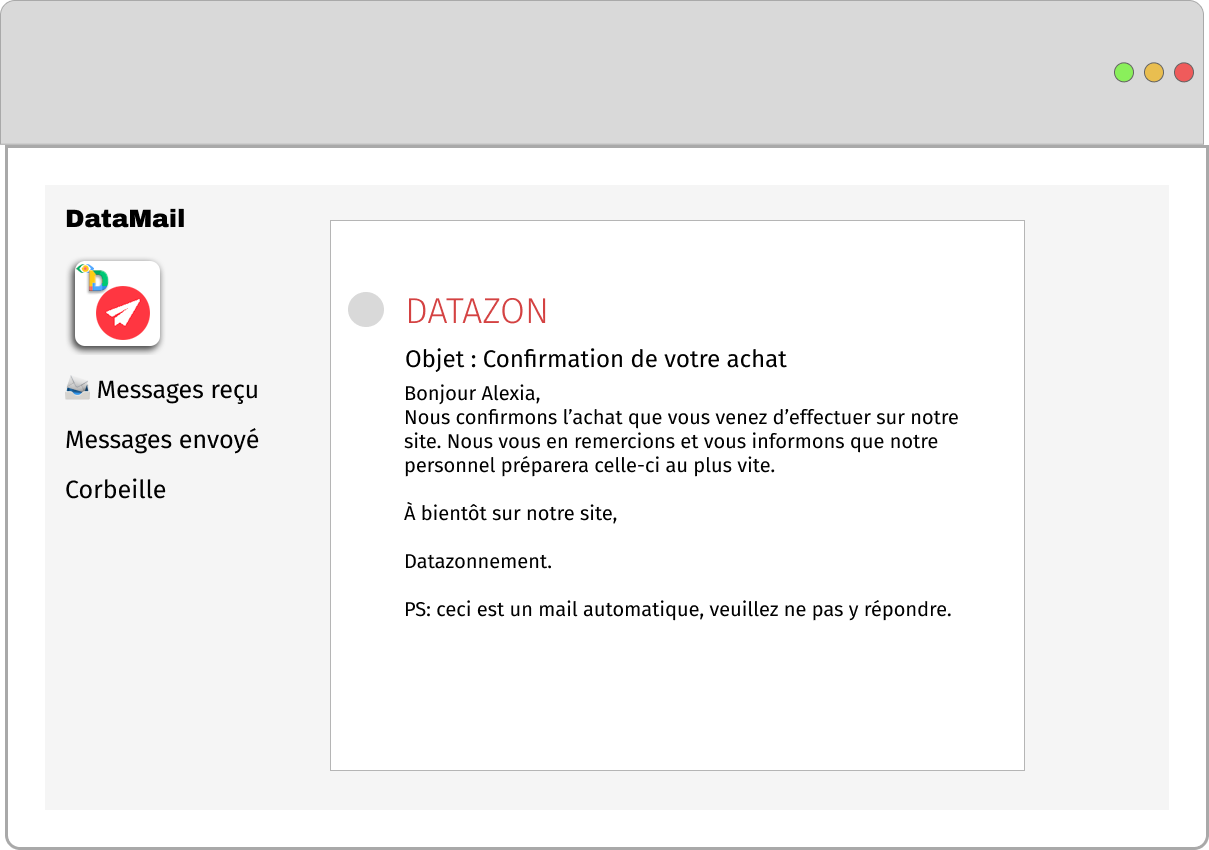 DataMail
D
Messages reçu
Messages envoyé
Corbeille
DATAZON
Objet : Confirmation de votre achat
Bonjour Alexia,
Nous confirmons l’achat que vous venez d’effectuer sur notre
site. Nous vous en remercions et vous informons que notre
personnel préparera celle-ci au plus vite.
À bientôt sur notre site,
Datazonnement.
PS: ceci est un mail automatique, veuillez ne pas y répondre.